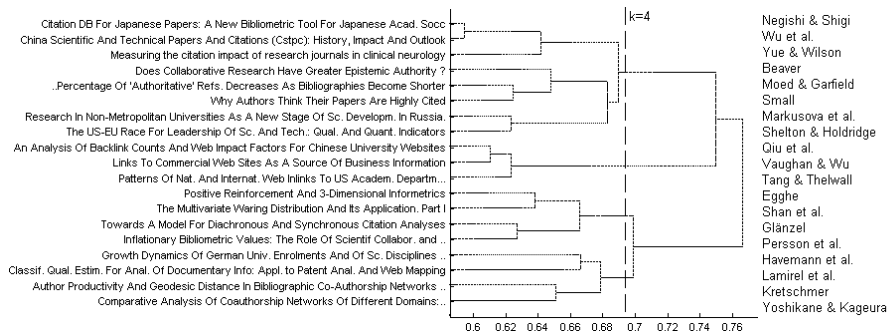 k=4
Citation DB For Japanese Papers: A New Bibliometric Tool For Japanese Acad. Socc Negishi & Shigi
China Scientific And Technical Papers And Citations (Cstpc): History, Impact And Outlook Wu et al.
Measuring the citation impact of research journals in clinical neurology Yue & Wilson
Does Collaborative Research Have Greater Epistemic Authority ? Beaver
..Percentage Of 'Authoritative' Refs. Decreases As Bibliographies Become Shorter Moed & Garfield
Why Authors Think Their Papers Are Highly Cited Small
Research In Non-Metropolitan Universities As A New Stage Of Sc. Developm. In Russia. Markusova et al.
The US-EU Race For Leadership Of Sc. And Tech.: Qual. And Quant. Indicators Shelton & Holdridge
An Analysis Of Backlink Counts And Web Impact Factors For Chinese University Websites Qiu et al.
Links To Commercial Web Sites As A Source Of Business Information Vaughan & Wu
Patterns Of Nat. And Internat. Web Inlinks To US Academ. Departm... Tang & Thelwall
Positive Reinforcement And 3-Dimensional Informetrics Egghe
The Multivariate Waring Distribution And Its Application. Part I Shan et al.
Towards A Model For Diachronous And Synchronous Citation Analyses Glänzel
Inflationary Bibliometric Values: The Role Of Scientif Collabor. and .. Persson et al.
Growth Dynamics Of German Univ. Enrolments And Of Sc. Disciplines .. Havemann et al.
Classif. Qual. Estim. For Anal. Of Documentary Info: Appl. to Patent Anal. And Web Mapping Lamirel et al.
Author Productivity And Geodesic Distance In Bibliographic Co-Authorship Networks .. Kretschmer
Comparative Analysis Of Coauthorship Networks Of Different Domains:.. Yoshikane & Kageura
0.6 0.62 0.64 0.66 0.68 0.7 0.72 0.74 0.76